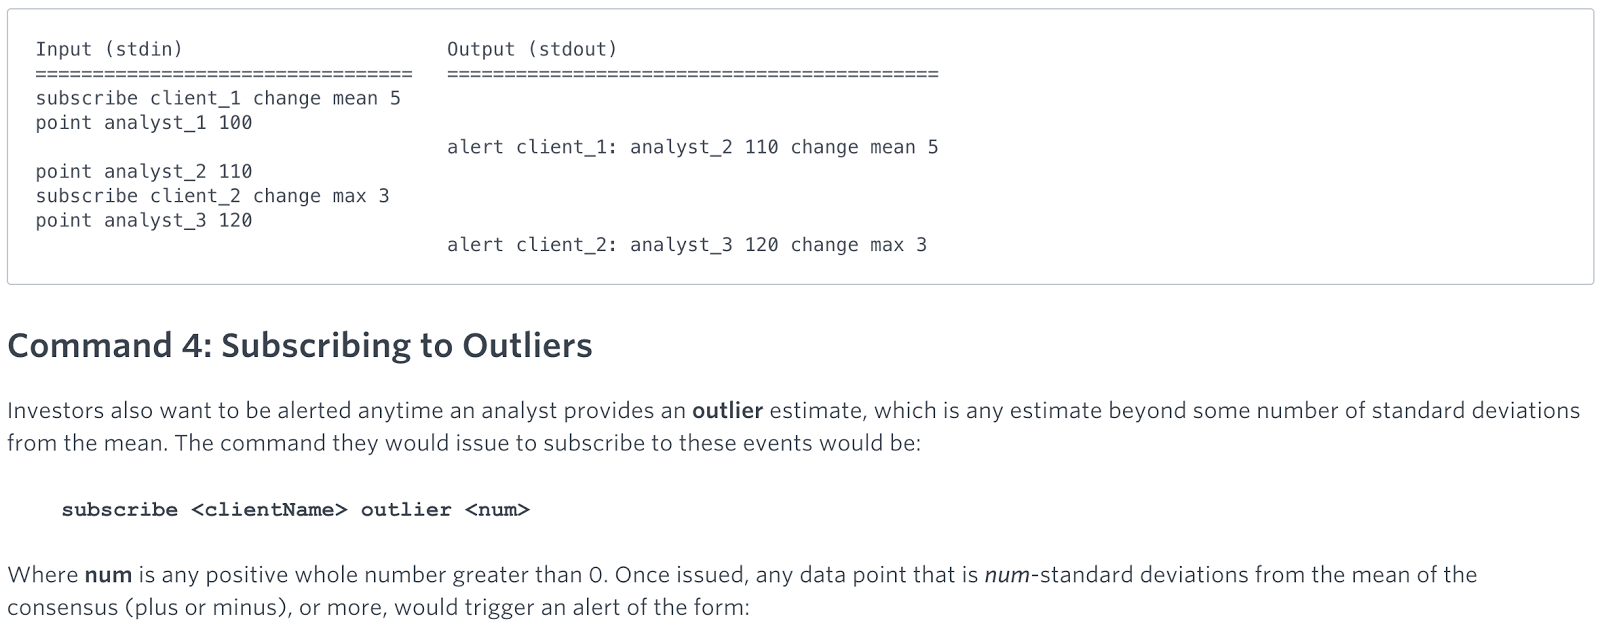 Input (stdin) Output (stdout)
================================= ===========================================
subscribe client_1 change mean 5
point analyst_1 100
alert client_1: analyst_2 110 change mean 5
point analyst_2 110
subscribe client_2 change max 3
point analyst_3 120
alert client_2: analyst_3 120 change max 3
Command 4: Subscribing to Outliers
Investors also want to be alerted anytime an analyst provides an outlier estimate, which is any estimate beyond some number of standard deviations
from the mean. The command they would issue to subscribe to these events would be:
subscribe <clientName> outlier <num>
Where num is any positive whole number greater than 0. Once issued, any data point that is num-standard deviations from the mean of the
consensus (plus or minus), or more, would trigger an alert of the form: